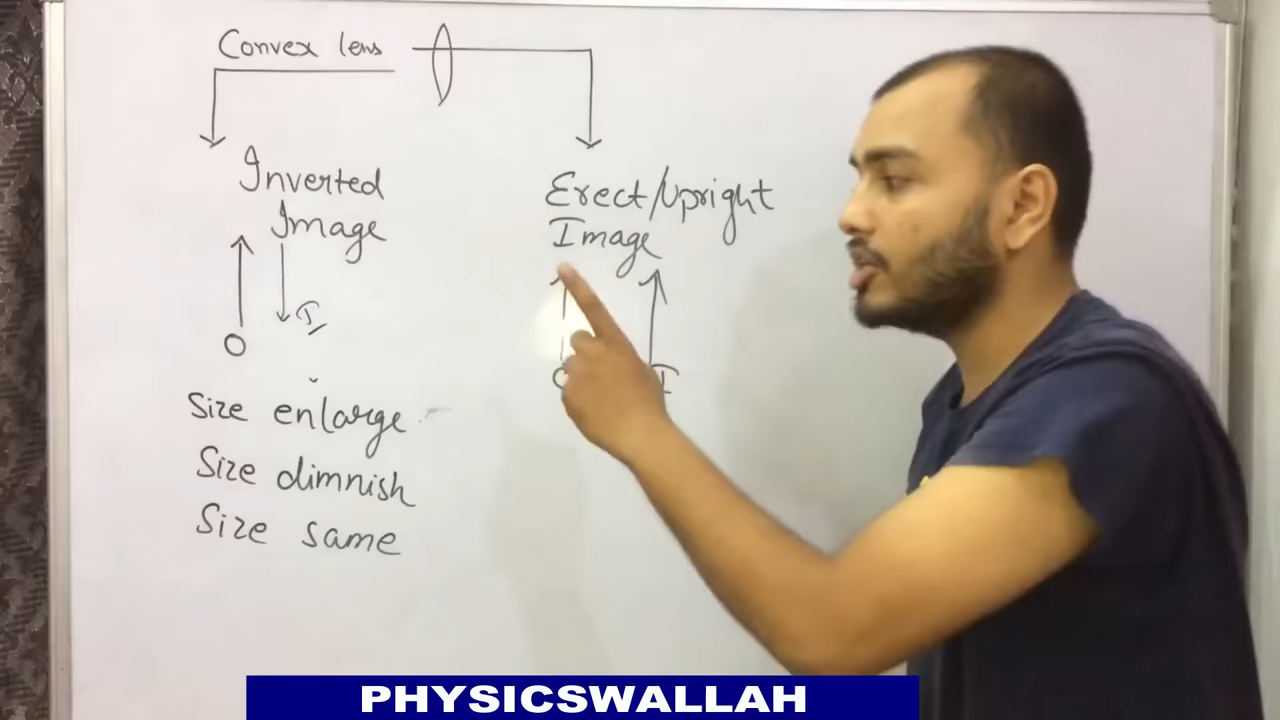 Convex lens
Inverted
Image
O
I
Size enlarge
Size dimnish
Size same
Erect/Upright
Image
I
PHYSICSWALLAH